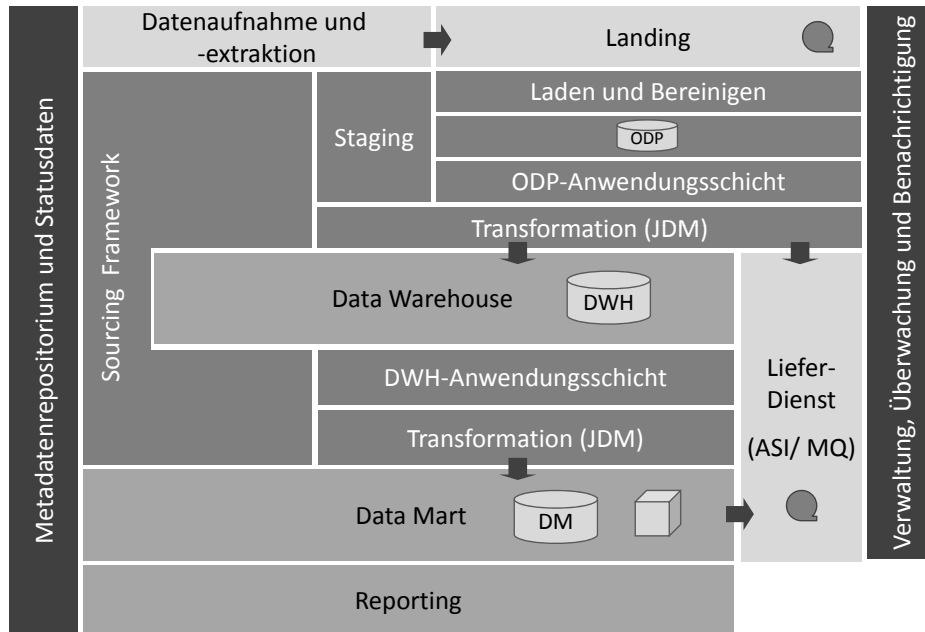 Metadatenrepositorium und Statusdaten
Datenaufnahme und
-extraktion
Landing
Sourcing Framework
Staging
Laden und Bereinigen
ODP
ODP-Anwendungsschicht
Transformation (JDM)
Data Warehouse
DWH
DWH-Anwendungsschicht
Transformation (JDM)
Liefer-
Dienst
(ASI/ MQ)
Data Mart
DM
Reporting
Verwaltung, Überwachung und Benachrichtigung